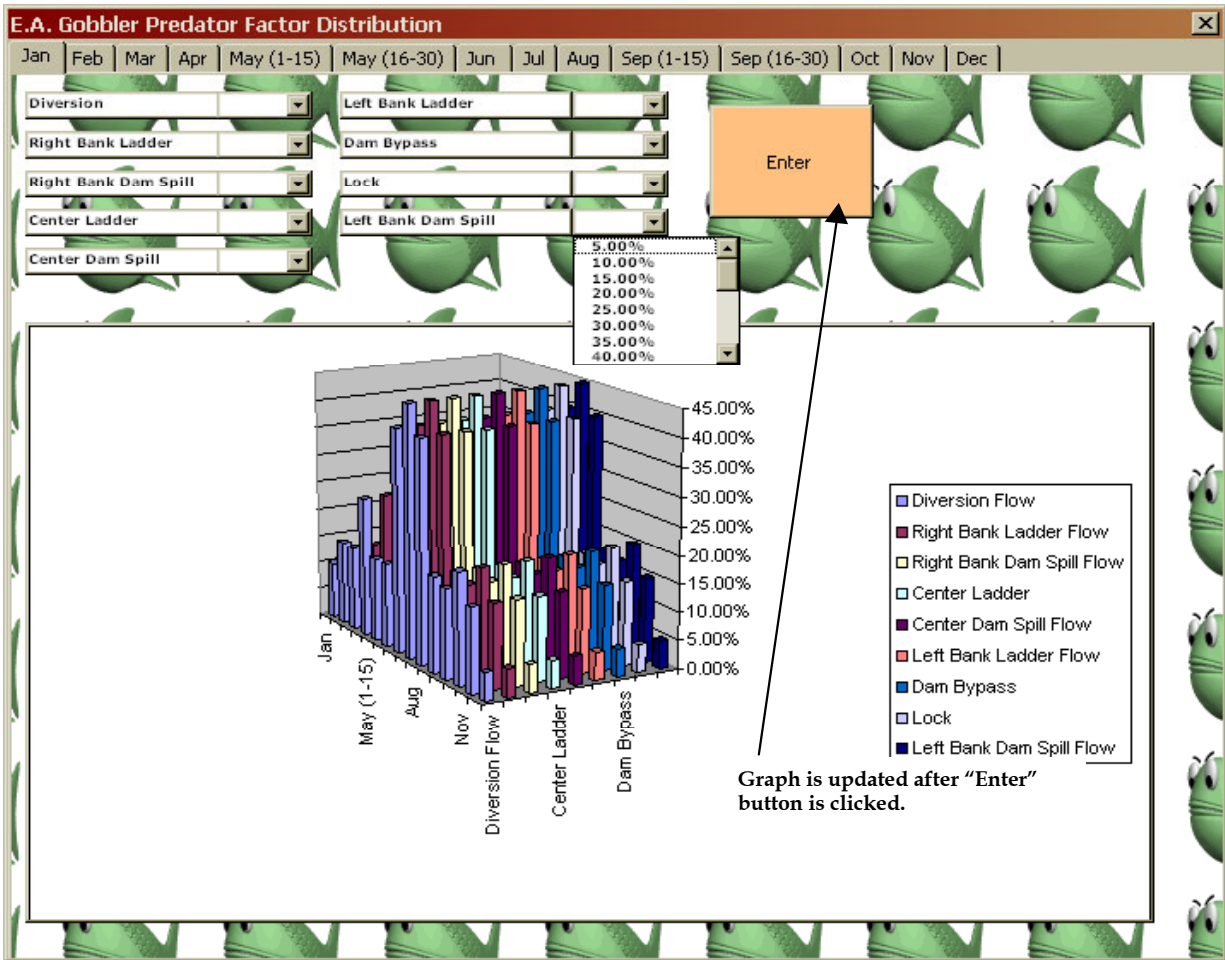 E.A. Gobbler Predator Factor Distribution
Jan Feb Mar Apr May (1-15) May (16-30) Jun Jul Aug Sep (1-15) Sep (16-30) Oct Nov Dec
Diversion
Left Bank Ladder
Right Bank Ladder
Dam Bypass
Right Bank Dam Spill
Lock
Center Ladder
Left Bank Dam Spill
Center Dam Spill
Enter
5.00%
10.00%
15.00%
20.00%
25.00%
30.00%
35.00%
40.00%
45.00%
40.00%
35.00%
30.00%
25.00%
20.00%
15.00%
10.00%
5.00%
0.00%
Jan
May (1-15)
Aug
Nov
Diversion Flow
Center Ladder
Dam Bypass
Diversion Flow
Right Bank Ladder Flow
Right Bank Dam Spill Flow
Center Ladder
Center Dam Spill Flow
Left Bank Ladder Flow
Dam Bypass
Lock
Left Bank Dam Spill Flow
Graph is updated after “Enter”
button is clicked.